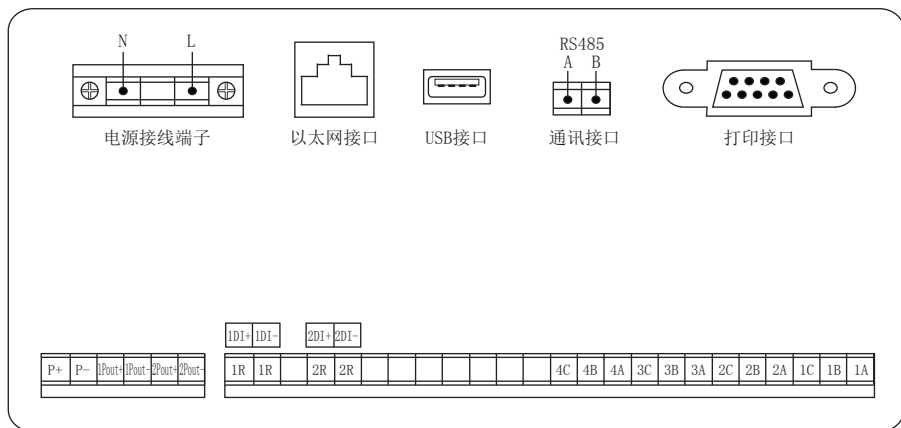 N L
RS485
A B
电源接线端子 以太网接口 USB接口 通讯接口 打印接口
1DI+ 1DI- 2DI+ 2DI-
P+ P- 1Pout+ 1Pout- 2Pout+ 2Pout- 1R 1R 2R 2R 4C 4B 4A 3C 3B 3A 2C 2B 2A 1C 1B 1A